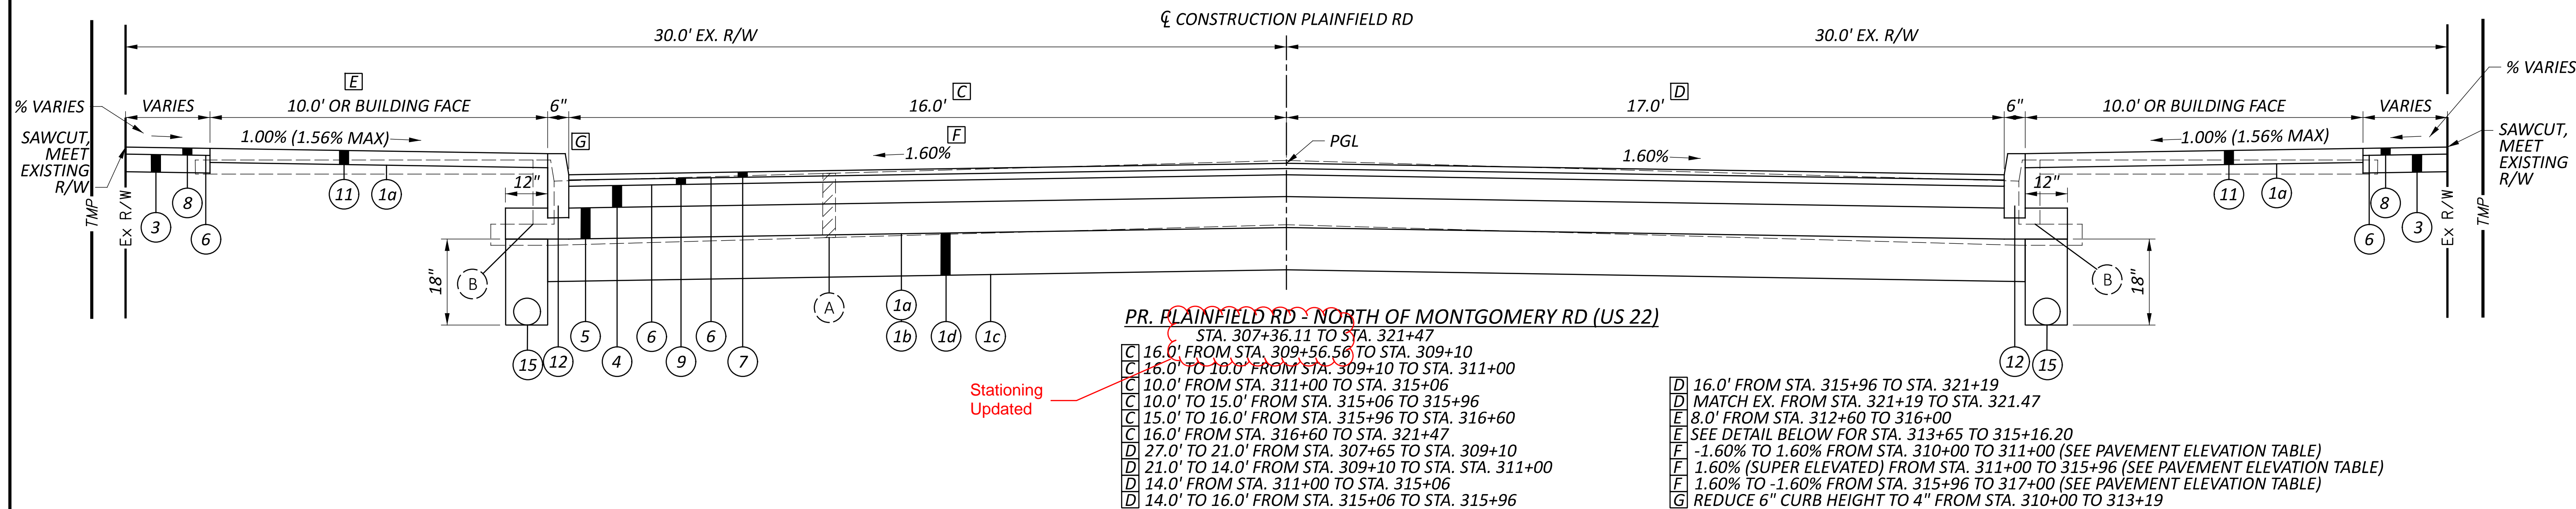 ℄ CONSTRUCTION PLAINFIELD RD
30.0' EX. R/W
30.0' EX. R/W
E
C
D
% VARIES
VARIES
10.0' OR BUILDING FACE
6"
16.0'
17.0'
6"
10.0' OR BUILDING FACE
VARIES
% VARIES
SAWCUT,
MEET
EXISTING
R/W
1.00% (1.56% MAX)
G
F
1.60%
PGL
1.60%
1.00% (1.56% MAX)
SAWCUT,
MEET
EXISTING
R/W
TMP
Ex R/W
3
8
6
11
1a
12"
18"
B
15
12
5
4
6
9
6
7
A
1a
1b
1d
1c
12"
18"
B
12
15
11
1a
6
8
3
Ex R/W
TMP
PR. PLAINFIELD RD - NORTH OF MONTGOMERY RD (US 22)
STA. 307+36.11 TO STA. 321+47
C 16.0' FROM STA. 309+56.56 TO STA. 309+10
C 16.0' TO 10.0' FROM STA. 309+10 TO STA. 311+00
C 10.0' FROM STA. 311+00 TO STA. 315+06
C 10.0' TO 15.0' FROM STA. 315+06 TO 315+96
C 15.0' TO 16.0' FROM STA. 315+96 TO STA. 316+60
C 16.0' FROM STA. 316+60 TO STA. 321+47
D 27.0' TO 21.0' FROM STA. 307+65 TO STA. 309+10
D 21.0' TO 14.0' FROM STA. 309+10 TO STA. STA. 311+00
D 14.0' FROM STA. 311+00 TO STA. 315+06
D 14.0' TO 16.0' FROM STA. 315+06 TO STA. 315+96
Stationing
Updated
D 16.0' FROM STA. 315+96 TO STA. 321+19
D MATCH EX. FROM STA. 321+19 TO STA. 321.47
E 8.0' FROM STA. 312+60 TO STA. 316+00
E SEE DETAIL BELOW FOR STA. 313+65 TO 315+16.20
F -1.60% TO 1.60% FROM STA. 310+00 TO 311+00 (SEE PAVEMENT ELEVATION TABLE)
F 1.60% (SUPER ELEVATED) FROM STA. 311+00 TO 315+96 (SEE PAVEMENT ELEVATION TABLE)
F 1.60% TO -1.60% FROM STA. 315+96 TO 317+00 (SEE PAVEMENT ELEVATION TABLE)
G REDUCE 6" CURB HEIGHT TO 4" FROM STA. 310+00 TO 313+19